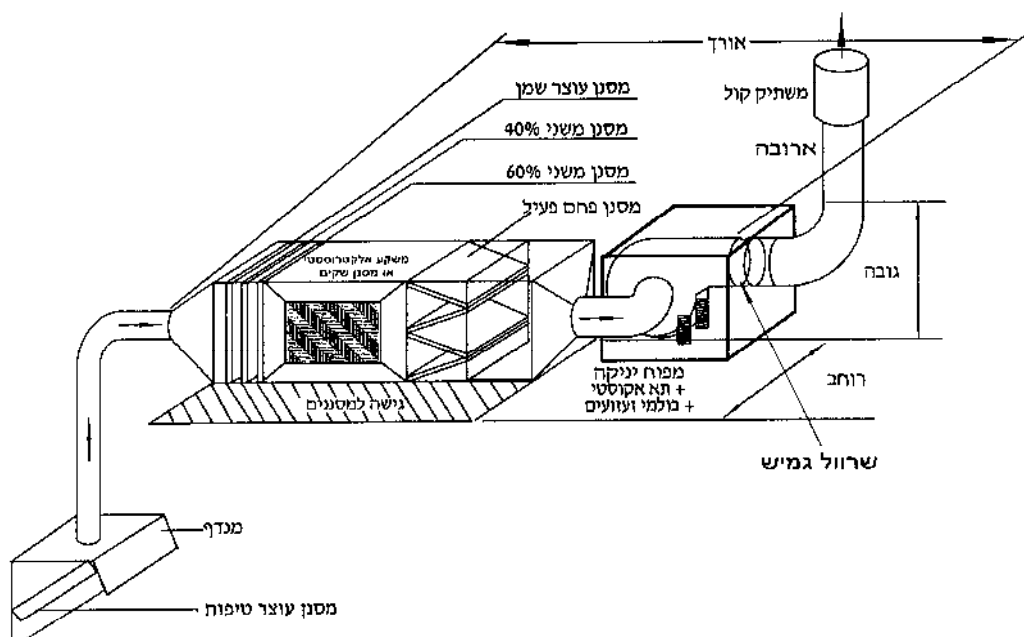 אורך
משתיק קול
ארובה
מסנן עוצר שמן
מסנן משני 40%
מסנן משני 60%
מסנן פחם פעיל
משקע אלקטרוסטטי
או מסנן שקים
גובה
רוחב
גישה למסננים
מפוח יניקה
+ תא אקוסטי
+ בולמי זעזועים
שרוול גמיש
מנדף
מסנן עוצר טיפות